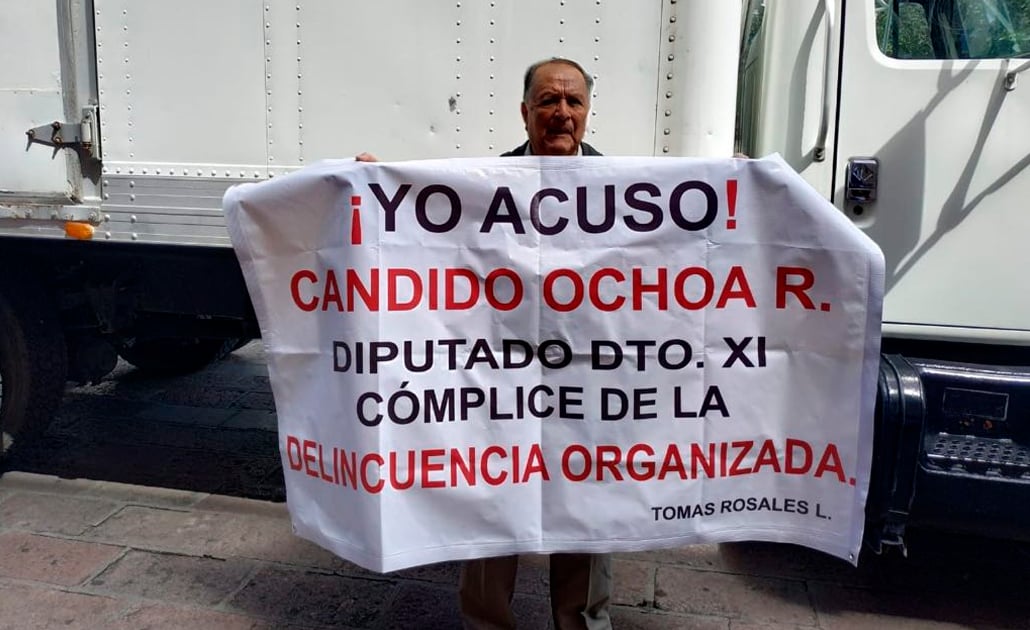 ¡YO ACUSO!
CANDIDO OCHOA R.
DIPUTADO DTO. XI
CÓMPLICE DE LA
DELINCUENCIA ORGANIZADA.
TOMAS ROSALES L.